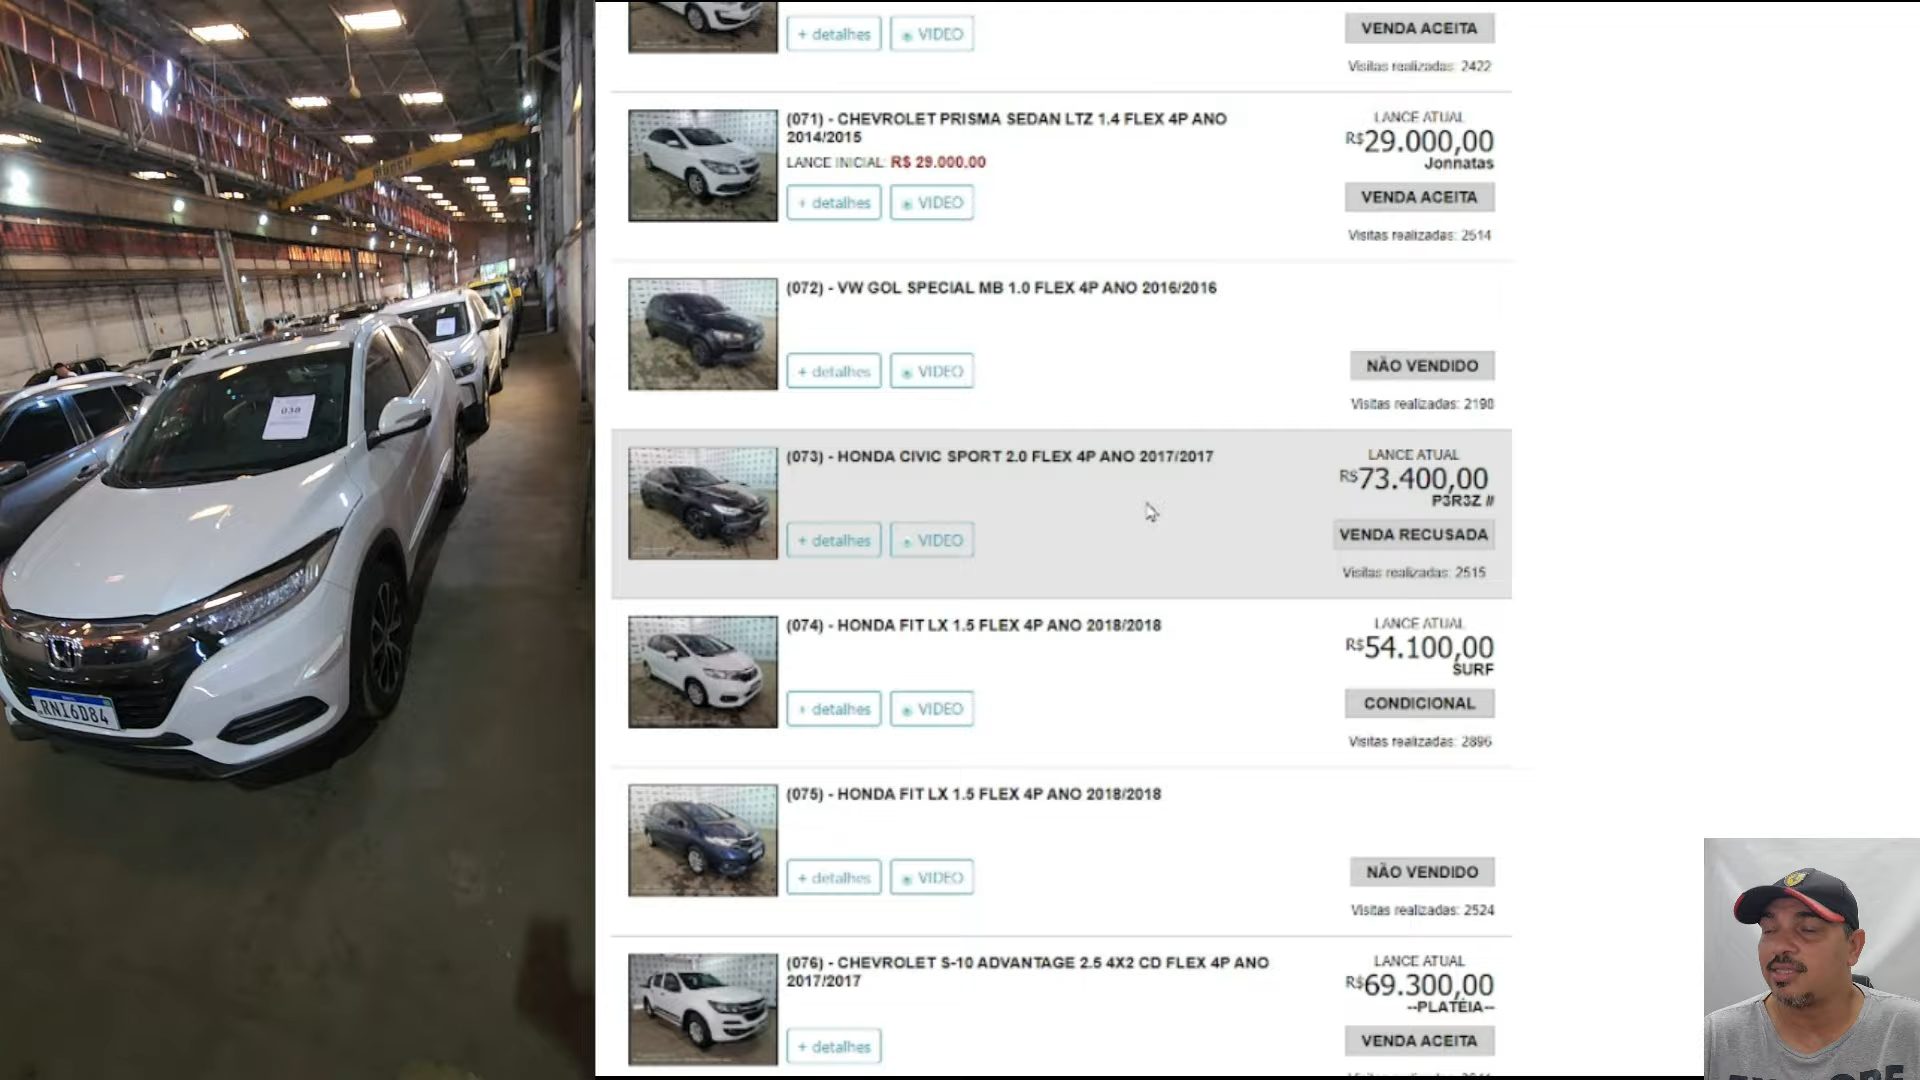 + detalhes
VIDEO
VENDA ACEITA
Visitas realizadas: 2422
(071) - CHEVROLET PRISMA SEDAN LTZ 1.4 FLEX 4P ANO
2014/2015
LANCE INICIAL: R$ 29.000,00
+ detalhes
VIDEO
LANCE ATUAL
R$29.000,00
Jonnatas
VENDA ACEITA
Visitas realizadas: 2514
(072) - VW GOL SPECIAL MB 1.0 FLEX 4P ANO 2016/2016
+ detalhes
VIDEO
NÃO VENDIDO
Visitas realizadas: 2198
(073) - HONDA CIVIC SPORT 2.0 FLEX 4P ANO 2017/2017
+ detalhes
VIDEO
LANCE ATUAL
R$73.400,00
P3R3Z //
VENDA RECUSADA
Visitas realizadas: 2515
(074) - HONDA FIT LX 1.5 FLEX 4P ANO 2018/2018
+ detalhes
VIDEO
LANCE ATUAL
R$54.100,00
SURF
CONDICIONAL
Visitas realizadas: 2896
(075) - HONDA FIT LX 1.5 FLEX 4P ANO 2018/2018
+ detalhes
VIDEO
NÃO VENDIDO
Visitas realizadas: 2524
(076) - CHEVROLET S-10 ADVANTAGE 2.5 4X2 CD FLEX 4P ANO
2017/2017
+ detalhes
LANCE ATUAL
R$69.300,00
--PLATÉIA--
VENDA ACEITA
030
RNI6D84